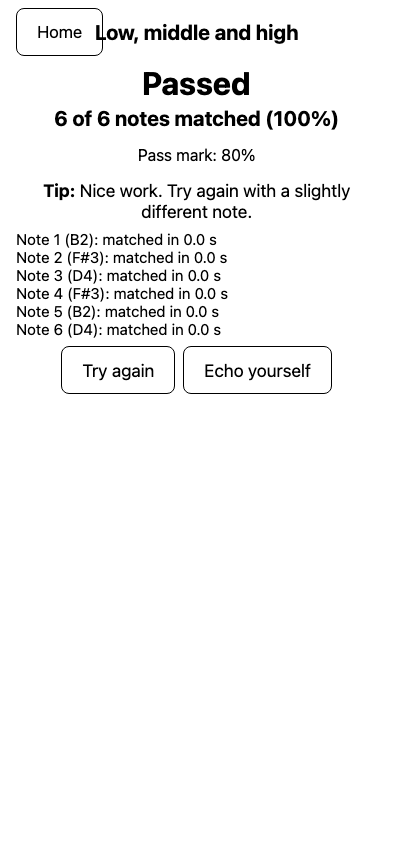 Home
Low, middle and high
Passed
6 of 6 notes matched (100%)
Pass mark: 80%
Tip: Nice work. Try again with a slightly
different note.
Note 1 (B2): matched in 0.0 s
Note 2 (F#3): matched in 0.0 s
Note 3 (D4): matched in 0.0 s
Note 4 (F#3): matched in 0.0 s
Note 5 (B2): matched in 0.0 s
Note 6 (D4): matched in 0.0 s
Try again
Echo yourself